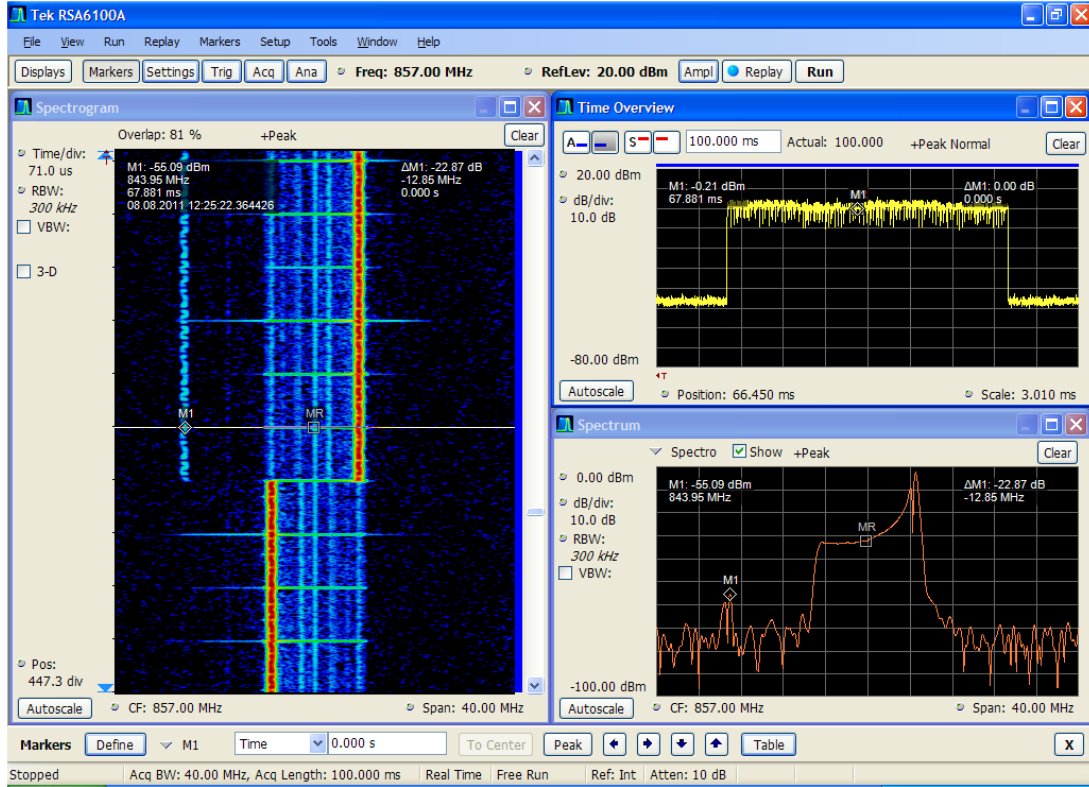 Tek RSA6100A
File View Run Replay Markers Setup Tools Window Help
Displays Markers Settings Trig Acq Ana Freq: 857.00 MHz RefLev: 20.00 dBm Ampl Replay Run
Spectrogram
Overlap: 81 % +Peak Clear
Time/div:
71.0 us
RBW:
300 kHz
VBW:
3-D
M1: -55.09 dBm
843.95 MHz
67.881 ms
08.08.2011 12:25:22.364426
ΔM1: -22.87 dB
-12.85 MHz
0.000 s
M1
MR
Pos:
447.3 div
Autoscale CF: 857.00 MHz Span: 40.00 MHz
Time Overview
A S 100.000 ms Actual: 100.000 +Peak Normal Clear
20.00 dBm
dB/div:
10.0 dB
M1: -0.21 dBm
67.881 ms
M1
ΔM1: 0.00 dB
0.000 s
-80.00 dBm
T
Autoscale Position: 66.450 ms Scale: 3.010 ms
Spectrum
Spectro Show +Peak Clear
0.00 dBm
dB/div:
10.0 dB
RBW:
300 kHz
VBW:
M1: -55.09 dBm
843.95 MHz
ΔM1: -22.87 dB
-12.85 MHz
MR
M1
-100.00 dBm
Autoscale CF: 857.00 MHz Span: 40.00 MHz
Markers Define M1 Time 0.000 s To Center Peak Table X
Stopped Acq BW: 40.00 MHz, Acq Length: 100.000 ms Real Time Free Run Ref: Int Atten: 10 dB